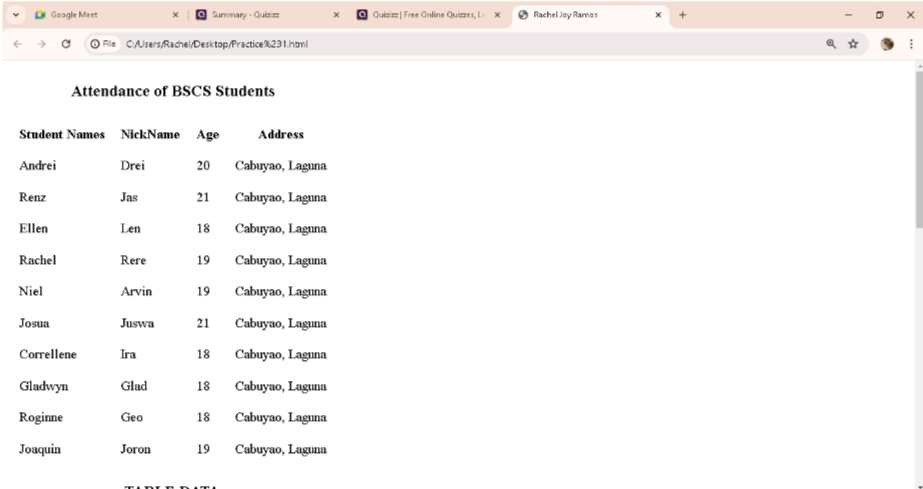 Google Meet Summary - Quizizz Quizizz | Free Online Quizzes, L Rachel Joy Ramos
File C:/Users/Rachel/Desktop/Practice%231.html
Attendance of BSCS Students
Student Names NickName Age Address
Andrei Drei 20 Cabuyao, Laguna
Renz Jas 21 Cabuyao, Laguna
Ellen Len 18 Cabuyao, Laguna
Rachel Rere 19 Cabuyao, Laguna
Niel Arvin 19 Cabuyao, Laguna
Josua Juswa 21 Cabuyao, Laguna
Correllene Ira 18 Cabuyao, Laguna
Gladwyn Glad 18 Cabuyao, Laguna
Roginne Geo 18 Cabuyao, Laguna
Joaquin Joron 19 Cabuyao, Laguna
TABLE DATA